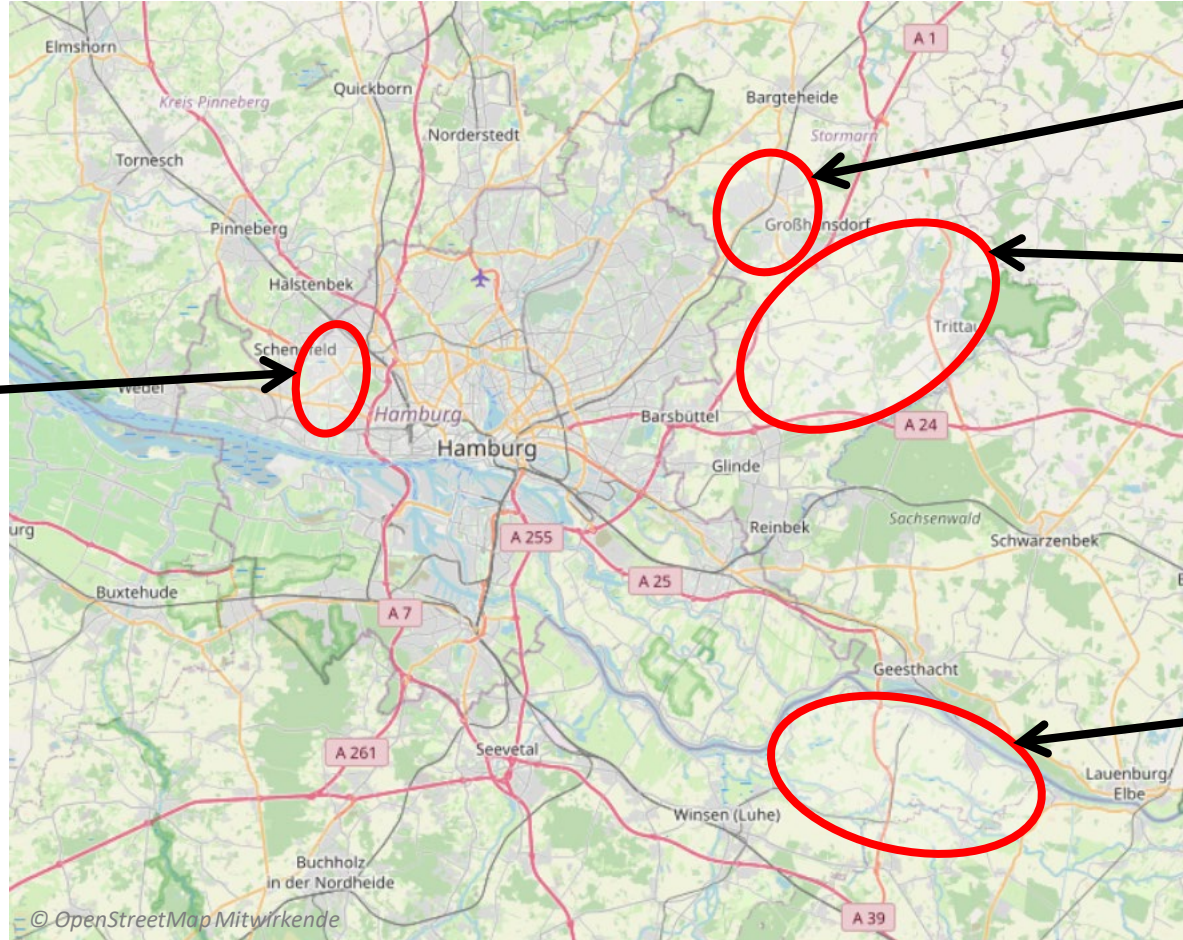 A 1
Elmshorn
Quickborn
Bargteheide
Kreis Pinneberg
Norderstedt
Stormarn
Tornesch
Pinneberg
Großhansdorf
Halstenbek
Trittau
Schenefeld
Wedel
Hamburg
Barsbüttel
A 24
Hamburg
Glinde
Sachsenwald
Reinbek
urg
A 255
Schwarzenbek
A 25
Buxtehude
A 7
Geesthacht
A 261
Seevetal
Lauenburg/
Elbe
Winsen (Luhe)
Buchholz
in der Nordheide
A 39
© OpenStreetMap Mitwirkende